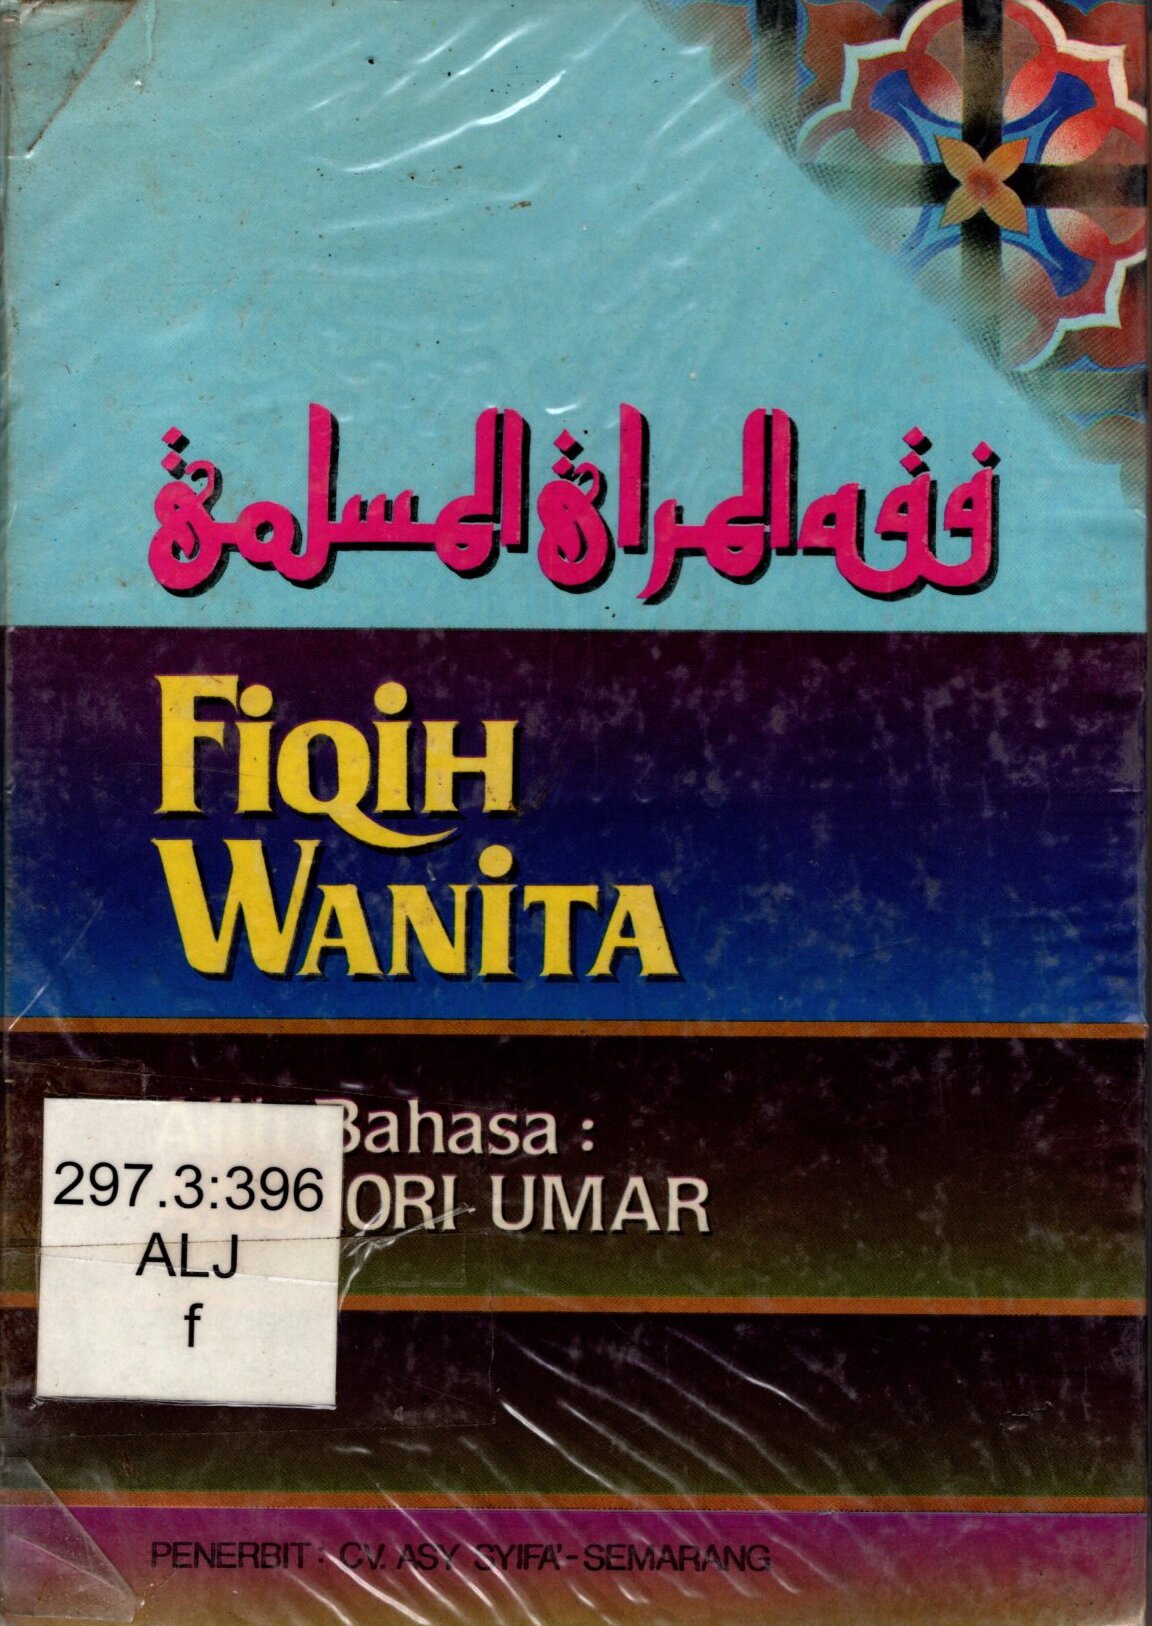 فقه المرأة المسلمة
FIQIH
WANITA
Bahasa :
UMAR
297.3:396
ALJ
f
PENERBIT : CV. ASY SYIFA'-SEMARANG